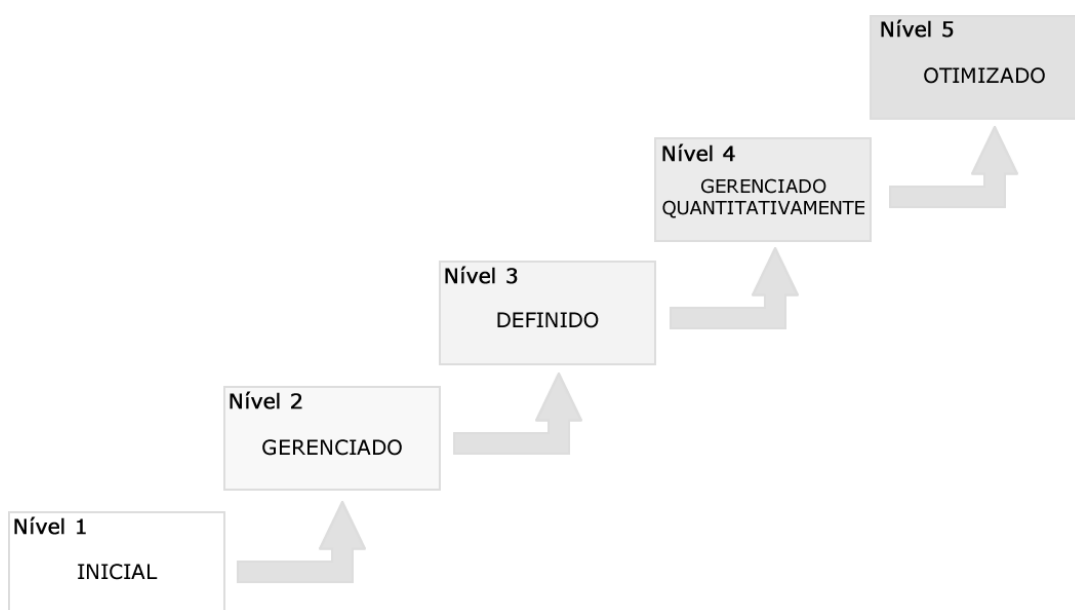 Nível 5
OTIMIZADO
Nível 4
GERENCIADO
QUANTITATIVAMENTE
Nível 3
DEFINIDO
Nível 2
GERENCIADO
Nível 1
INICIAL